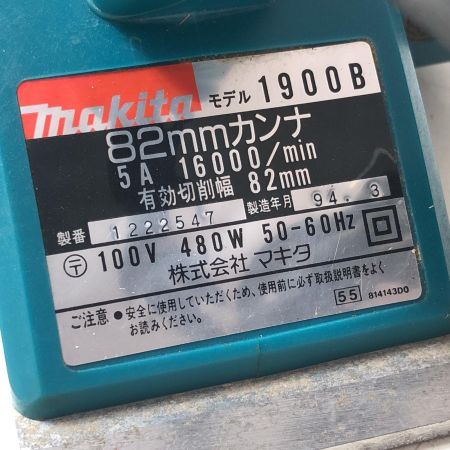 makita モデル 1900B
82mmカンナ
5A 16000/min
有効切削幅 82mm
製番 1222547 製造年月 94.3
〒 100V 480W 50-60Hz
株式会社 マキタ
ご注意 ●安全に使用していただくため、使用前に必ず取扱説明書をよく
お読みください。
55 814143D0